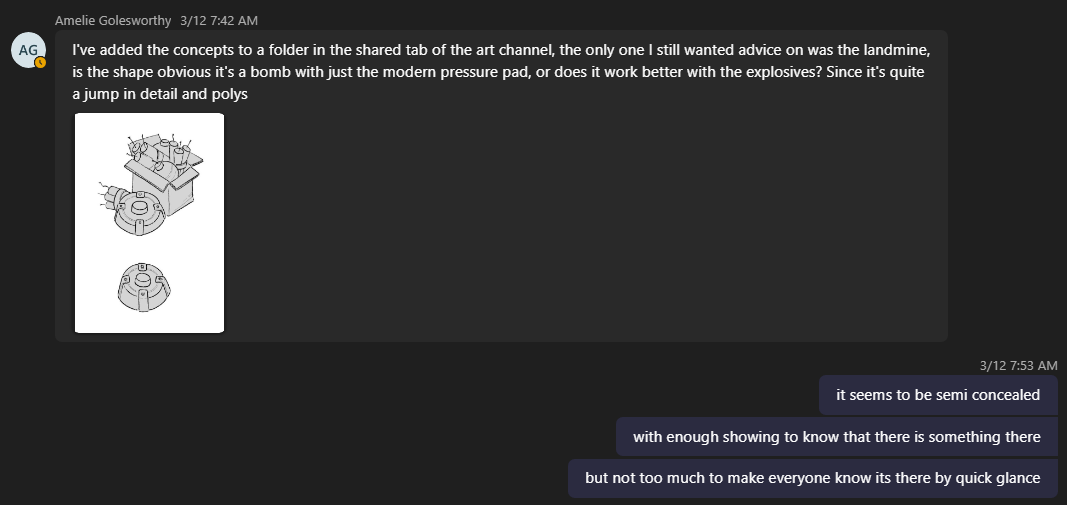 Amelie Golesworthy 3/12 7:42 AM
AG
I've added the concepts to a folder in the shared tab of the art channel, the only one I still wanted advice on was the landmine,
is the shape obvious it's a bomb with just the modern pressure pad, or does it work better with the explosives? Since it's quite
a jump in detail and polys
3/12 7:53 AM
it seems to be semi concealed
with enough showing to know that there is something there
but not too much to make everyone know its there by quick glance